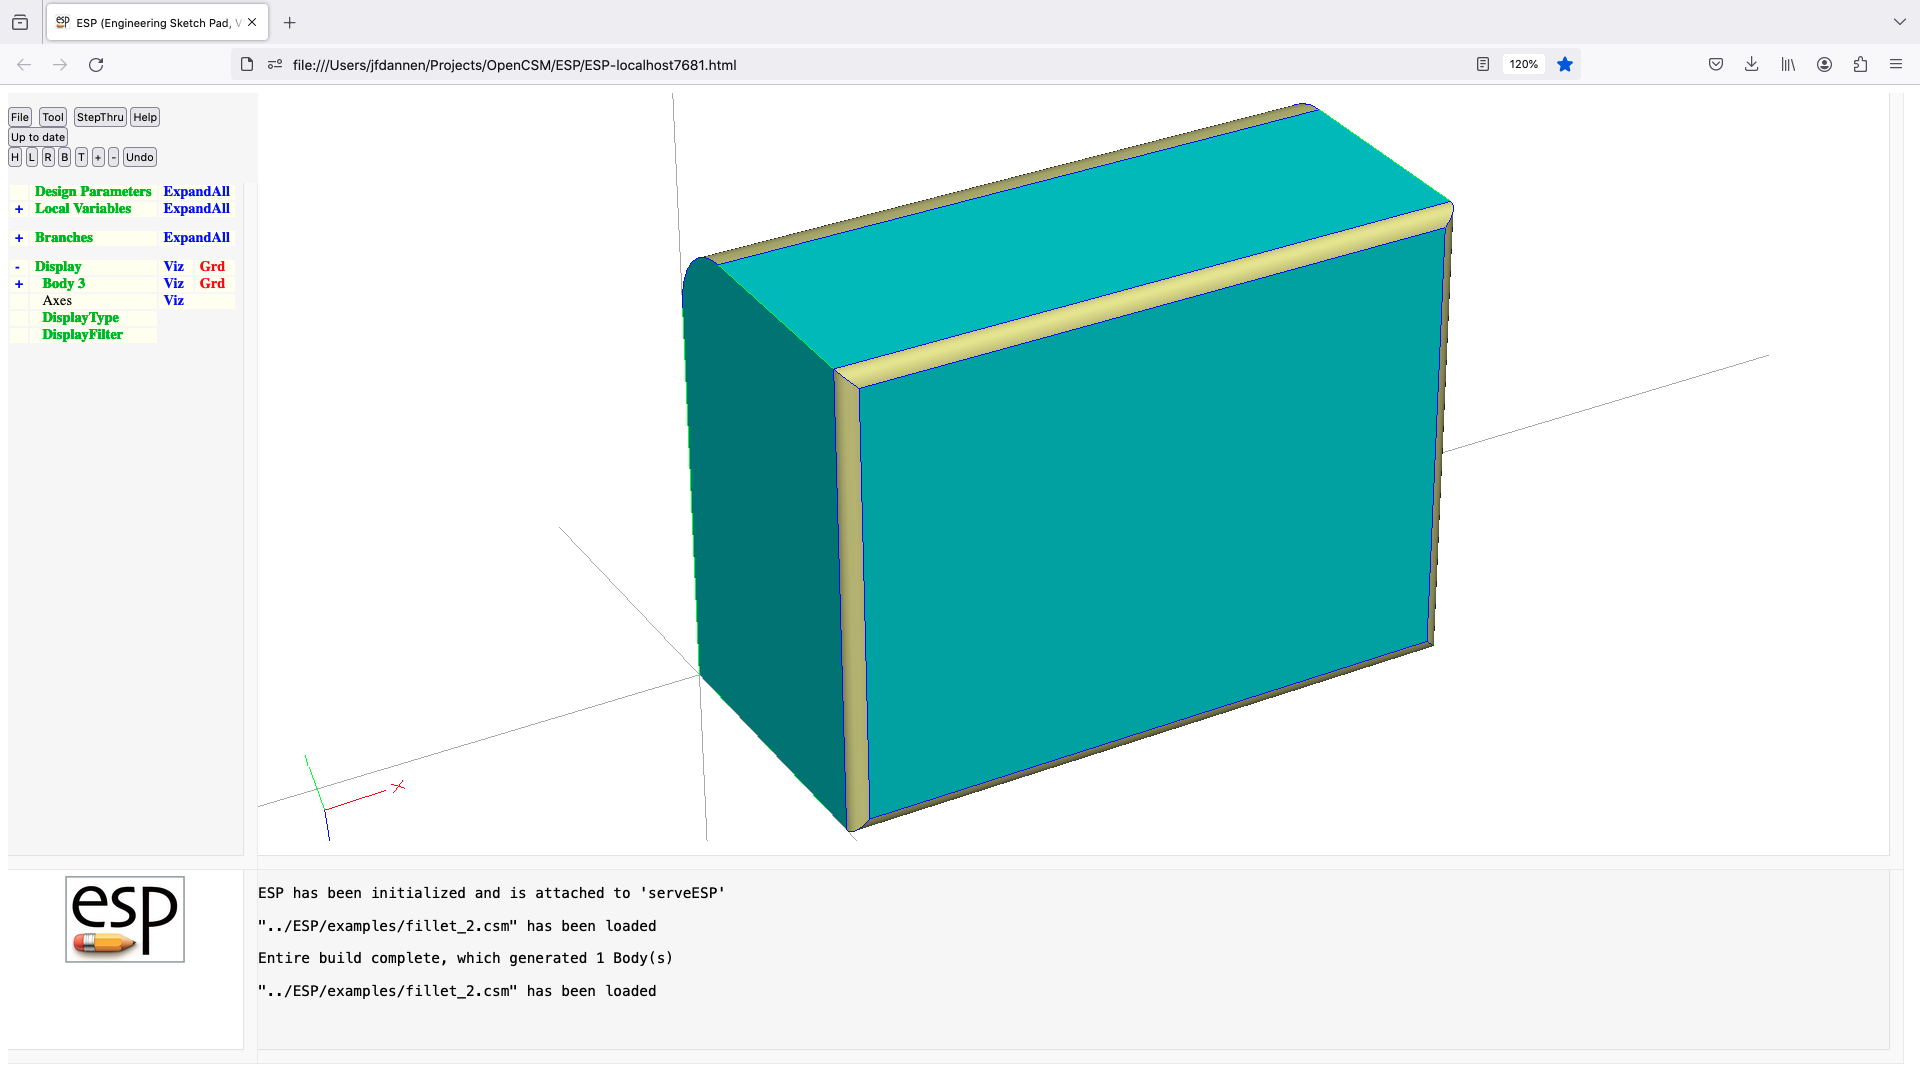 ESP (Engineering Sketch Pad, V
file:///Users/jfdannen/Projects/OpenCSM/ESP/ESP-localhost7681.html
120%
File Tool StepThru Help
Up to date
H L R B T + - Undo
Design Parameters ExpandAll
+ Local Variables ExpandAll
+ Branches ExpandAll
- Display Viz Grd
+ Body 3 Viz Grd
Axes Viz
DisplayType
DisplayFilter
X
esp
ESP has been initialized and is attached to 'serveESP'
"../ESP/examples/fillet_2.csm" has been loaded
Entire build complete, which generated 1 Body(s)
"../ESP/examples/fillet_2.csm" has been loaded